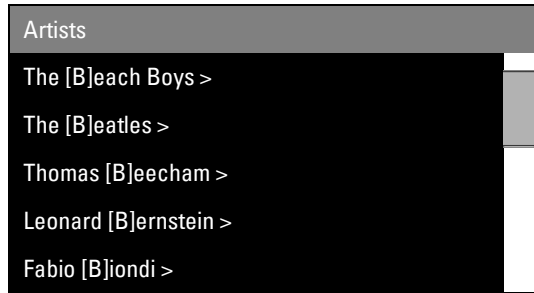 Artists
The [B]each Boys >
The [B]eatles >
Thomas [B]eecham >
Leonard [B]ernstein >
Fabio [B]iondi >